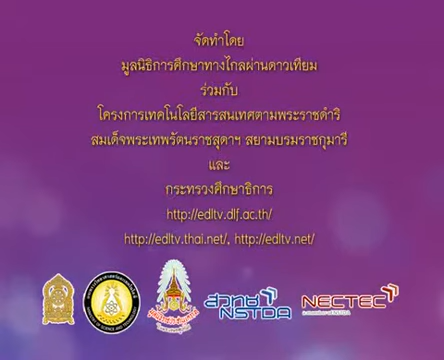 จัดทำโดย
มูลนิธิการศึกษาทางไกลผ่านดาวเทียม
ร่วมกับ
โครงการเทคโนโลยีสารสนเทศตามพระราชดำริ
สมเด็จพระเทพรัตนราชสุดาฯ สยามบรมราชกุมารี
และ
กระทรวงศึกษาธิการ
http://edltv.dlf.ac.th/
http://edltv.thai.net/, http://edltv.net/
สวทช NSTDA
NECTEC